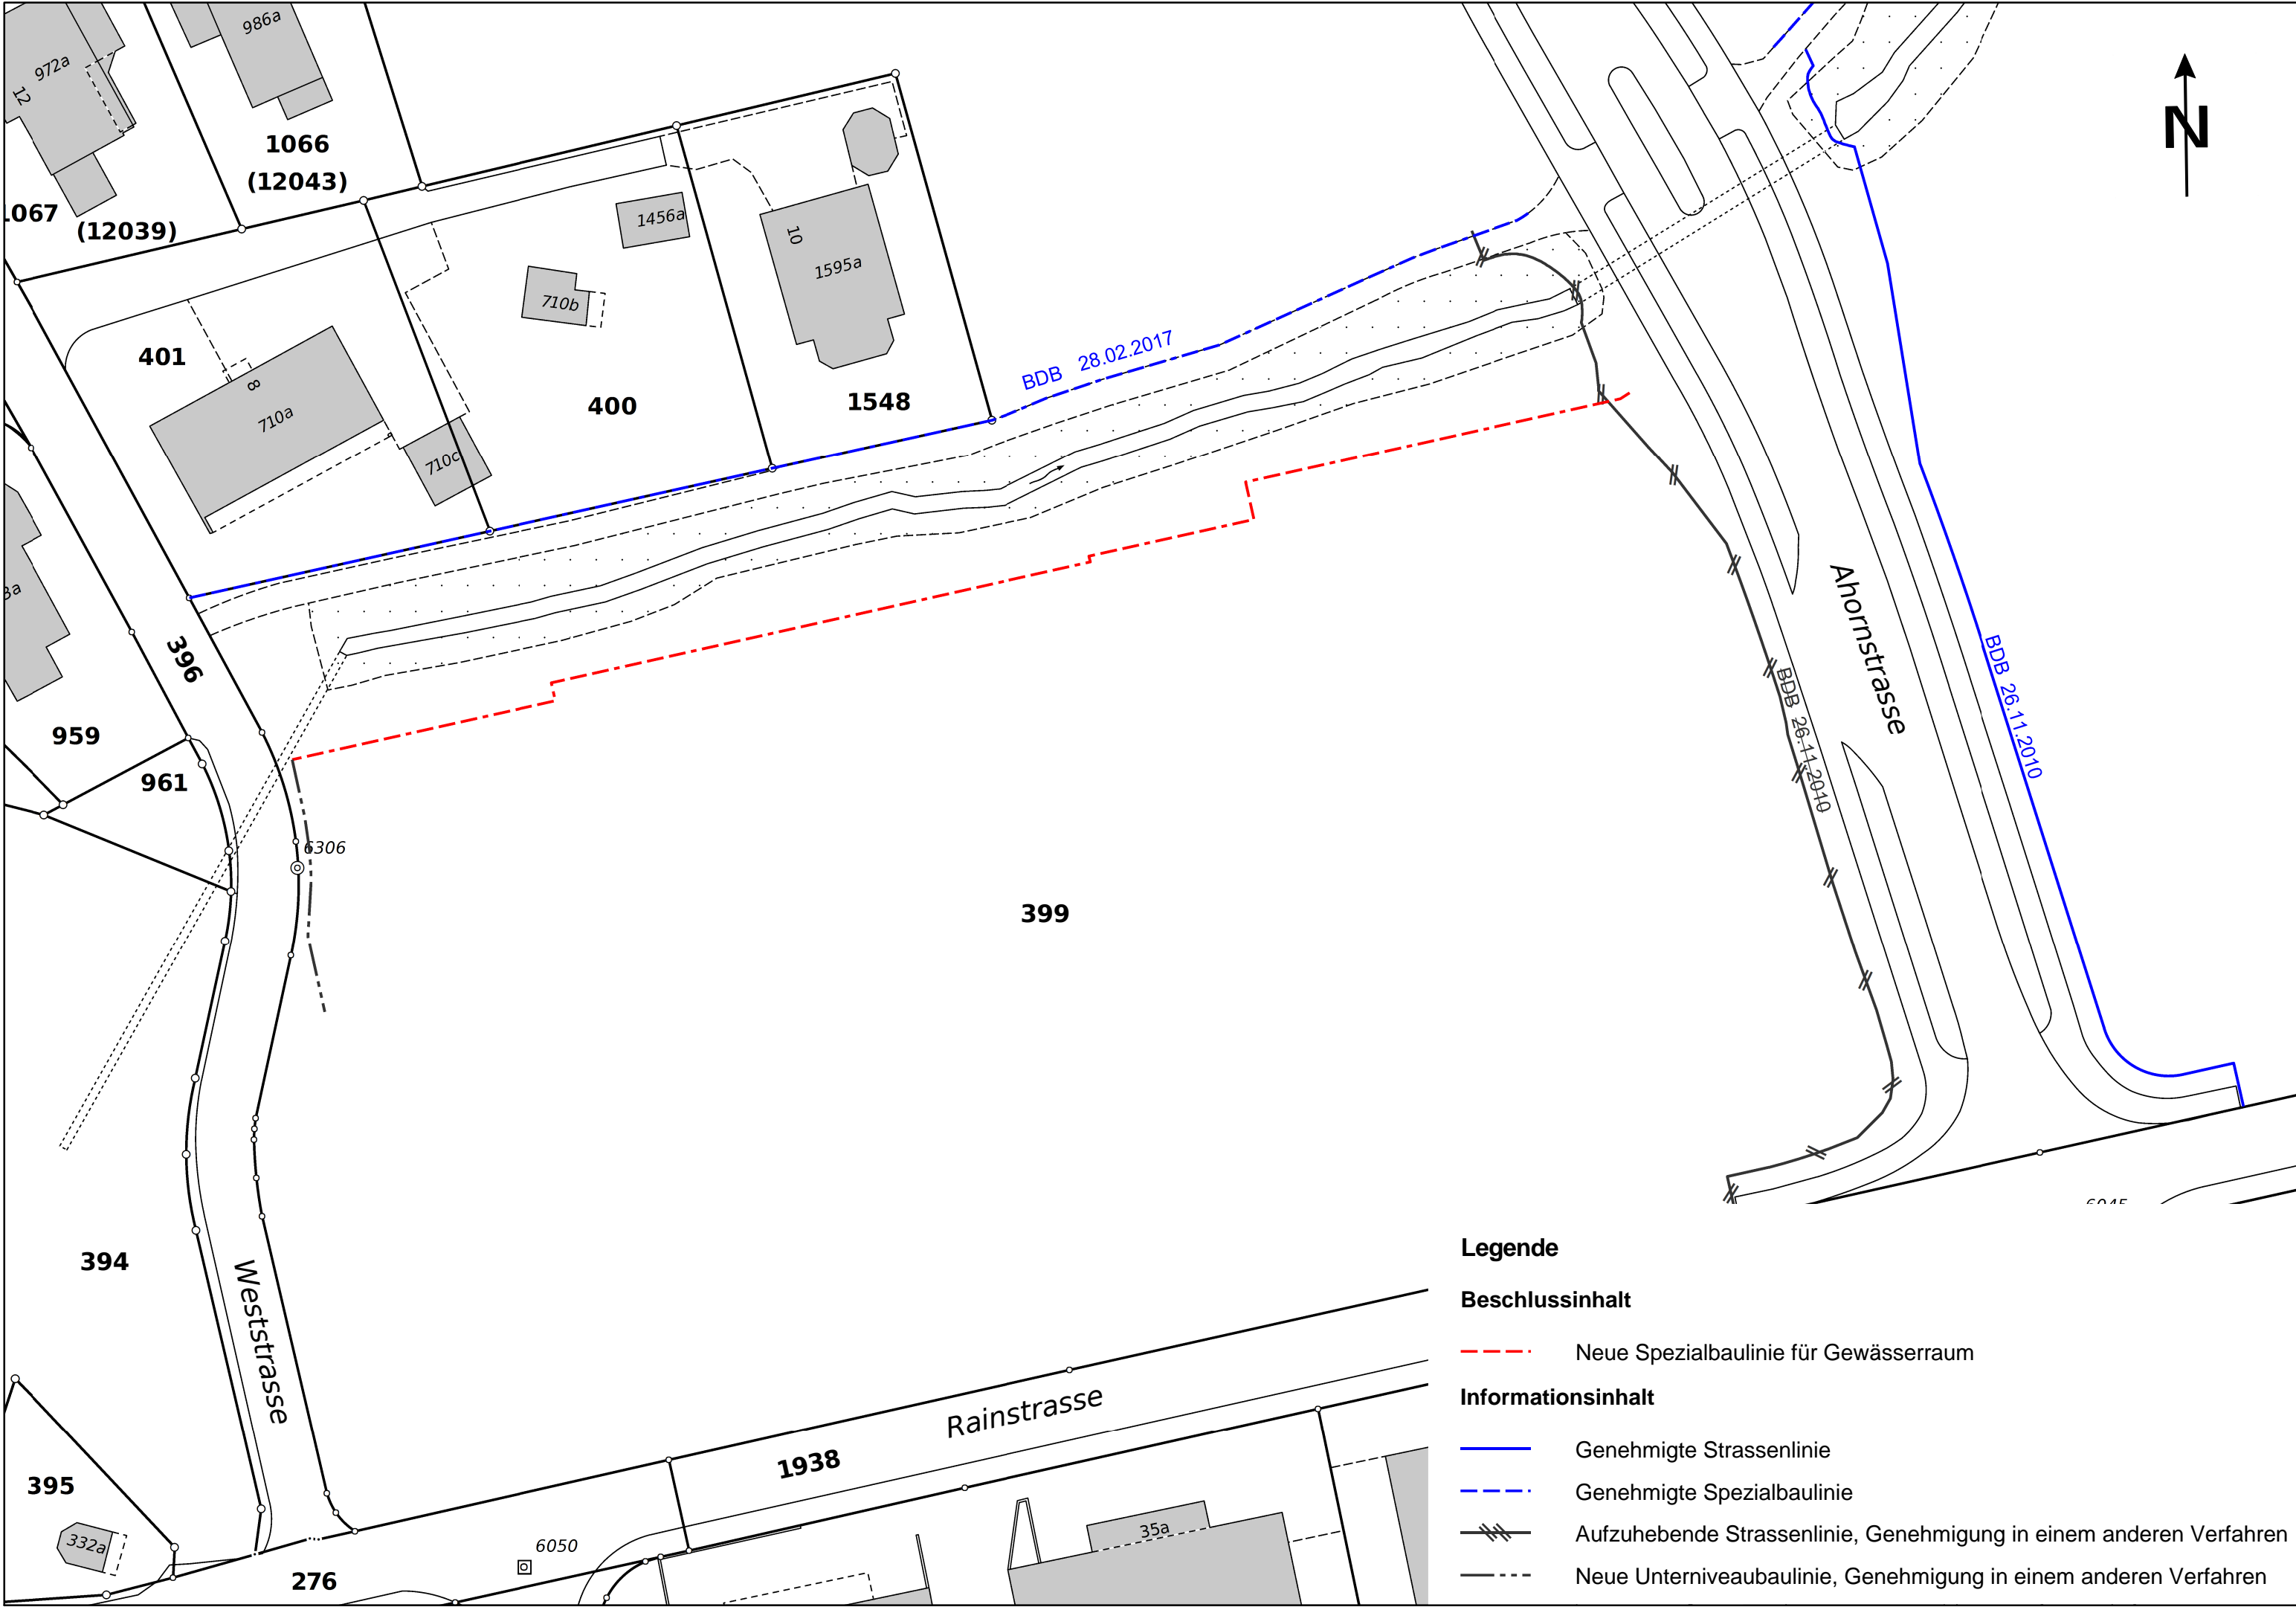 986a
972a
12
N
1066
(12043)
1067
(12039)
1456a
10
1595a
710b
401
8
710a
400
1548
BDB 28.02.2017
710c
3a
396
Ahornstrasse
BDB 26.11.2010
BDB 26.11.2010
959
961
6306
399
394
Weststrasse
Rainstrasse
1938
395
332a
6050
35a
276
6045
Legende
Beschlussinhalt
Neue Spezialbaulinie für Gewässerraum
Informationsinhalt
Genehmigte Strassenlinie
Genehmigte Spezialbaulinie
Aufzuhebende Strassenlinie, Genehmigung in einem anderen Verfahren
Neue Unterniveaubaulinie, Genehmigung in einem anderen Verfahren